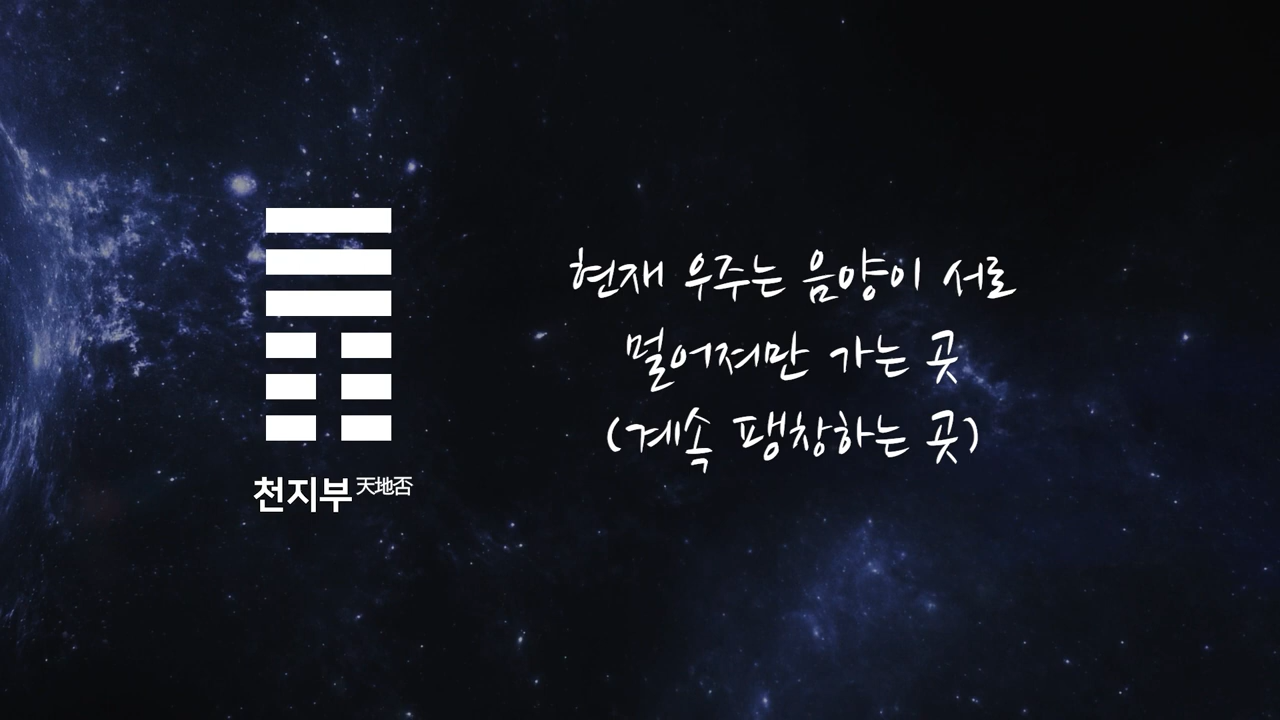 천지부 天地否
현재 우주는 음양이 서로
멀어져만 가는 곳
(계속 팽창하는 곳)